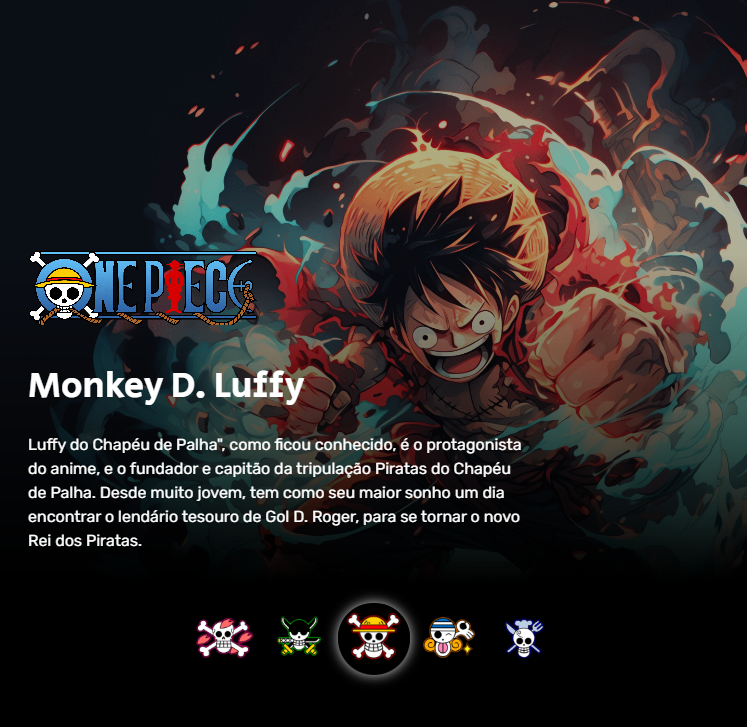 ONE PIECE
Monkey D. Luffy
Luffy do Chapéu de Palha", como ficou conhecido, é o protagonista
do anime, e o fundador e capitão da tripulação Piratas do Chapéu
de Palha. Desde muito jovem, tem como seu maior sonho um dia
encontrar o lendário tesouro de Gol D. Roger, para se tornar o novo
Rei dos Piratas.